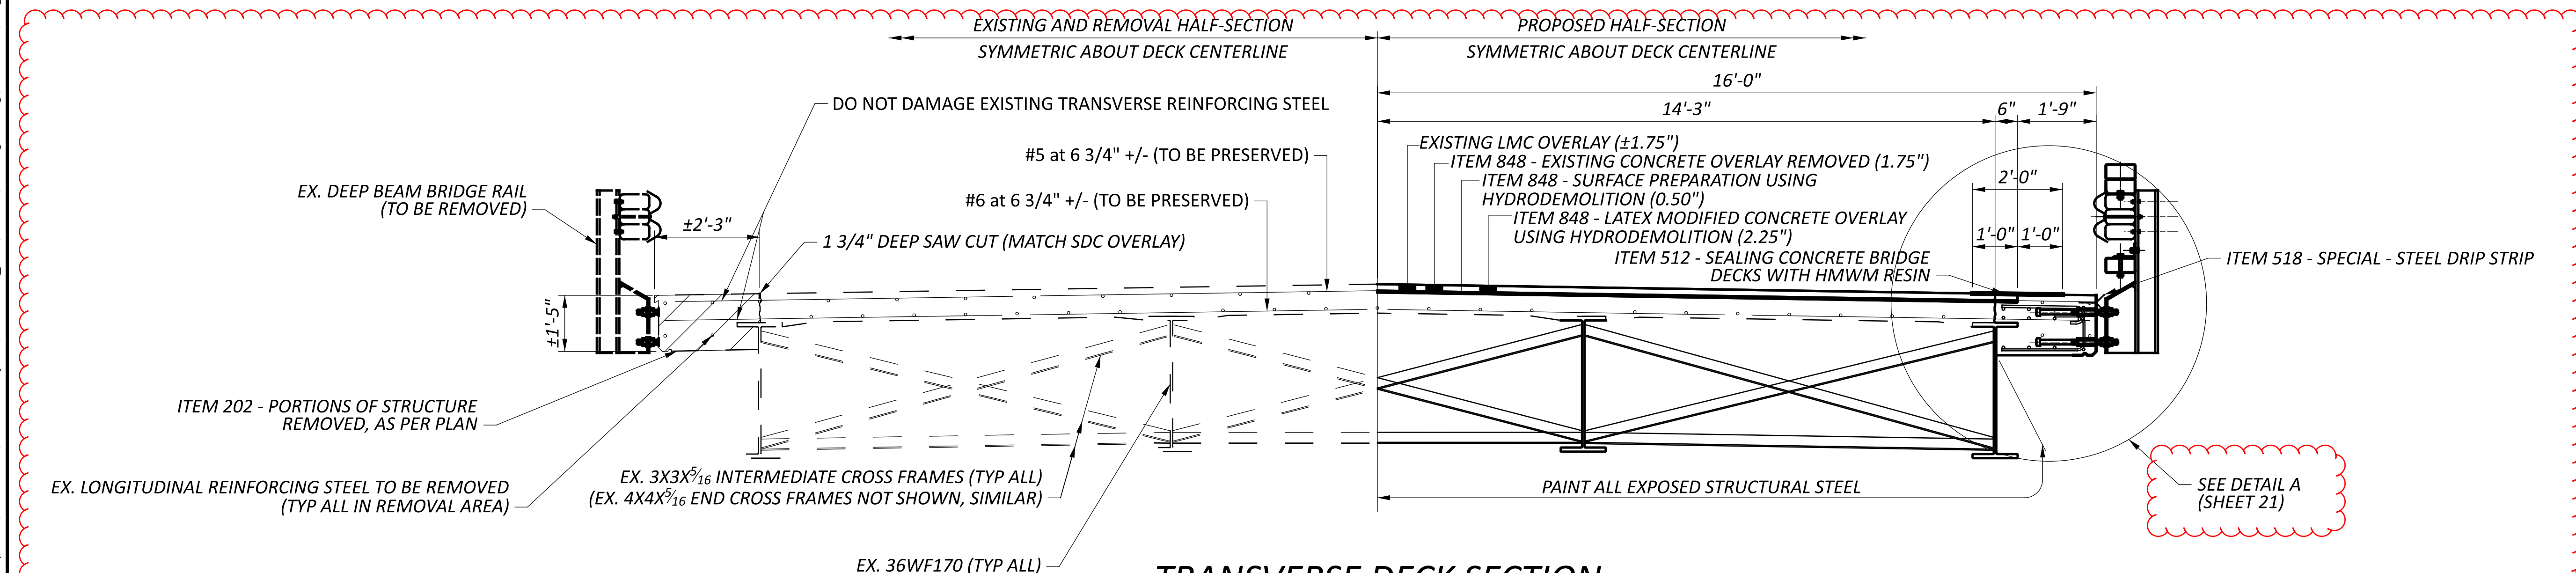 EXISTING AND REMOVAL HALF-SECTION
SYMMETRIC ABOUT DECK CENTERLINE
PROPOSED HALF-SECTION
SYMMETRIC ABOUT DECK CENTERLINE
16'-0"
14'-3"
6"
1'-9"
DO NOT DAMAGE EXISTING TRANSVERSE REINFORCING STEEL
#5 at 6 3/4" +/- (TO BE PRESERVED)
#6 at 6 3/4" +/- (TO BE PRESERVED)
EX. DEEP BEAM BRIDGE RAIL
(TO BE REMOVED)
±2'-3"
1 3/4" DEEP SAW CUT (MATCH SDC OVERLAY)
±1'-5"
EXISTING LMC OVERLAY (±1.75")
ITEM 848 - EXISTING CONCRETE OVERLAY REMOVED (1.75")
ITEM 848 - SURFACE PREPARATION USING
HYDRODEMOLITION (0.50")
ITEM 848 - LATEX MODIFIED CONCRETE OVERLAY
USING HYDRODEMOLITION (2.25")
ITEM 512 - SEALING CONCRETE BRIDGE
DECKS WITH HMWM RESIN
2'-0"
1'-0"
1'-0"
ITEM 518 - SPECIAL - STEEL DRIP STRIP
ITEM 202 - PORTIONS OF STRUCTURE
REMOVED, AS PER PLAN
EX. LONGITUDINAL REINFORCING STEEL TO BE REMOVED
(TYP ALL IN REMOVAL AREA)
EX. 3X3X5/16 INTERMEDIATE CROSS FRAMES (TYP ALL)
(EX. 4X4X5/16 END CROSS FRAMES NOT SHOWN, SIMILAR)
EX. 36WF170 (TYP ALL)
PAINT ALL EXPOSED STRUCTURAL STEEL
SEE DETAIL A
(SHEET 21)
TRANSVERSE DECK SECTION